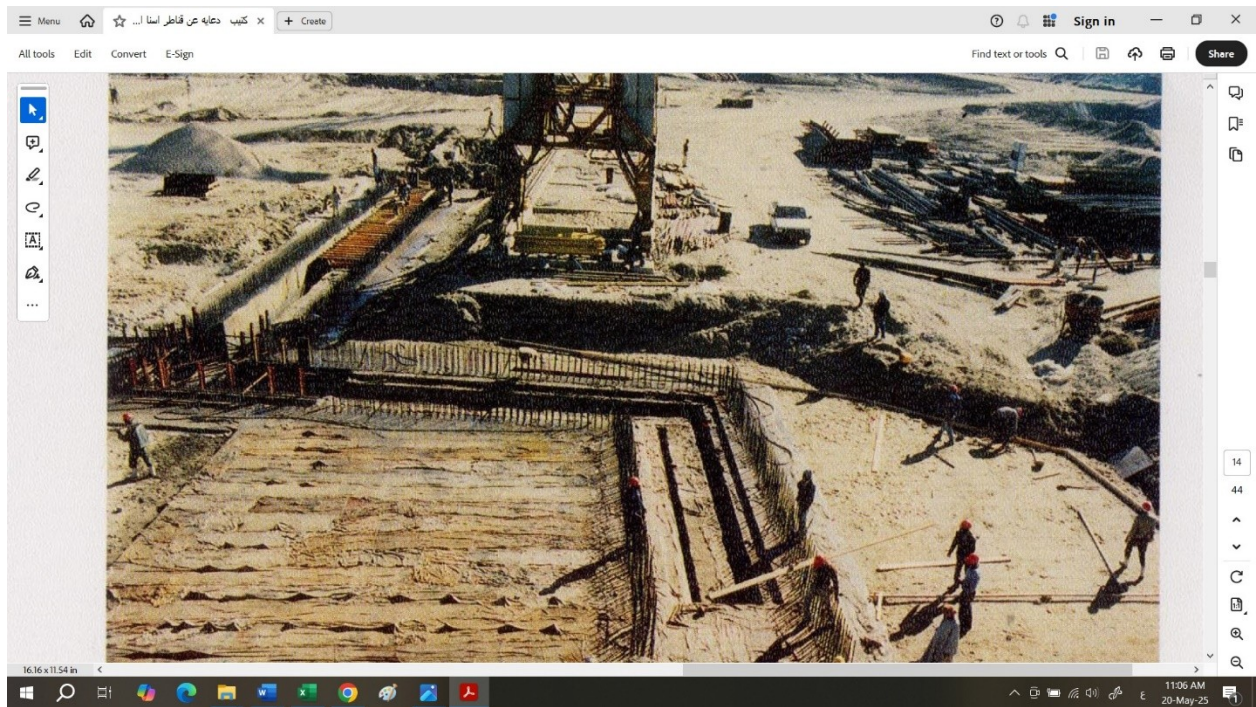 Menu
كتيب دعايه عن قناطر اسنا ا...
Create
Sign in
All tools
Edit
Convert
E-Sign
Find text or tools
Share
14
44
16.16 x 11.54 in
11:06 AM
20-May-25
ع